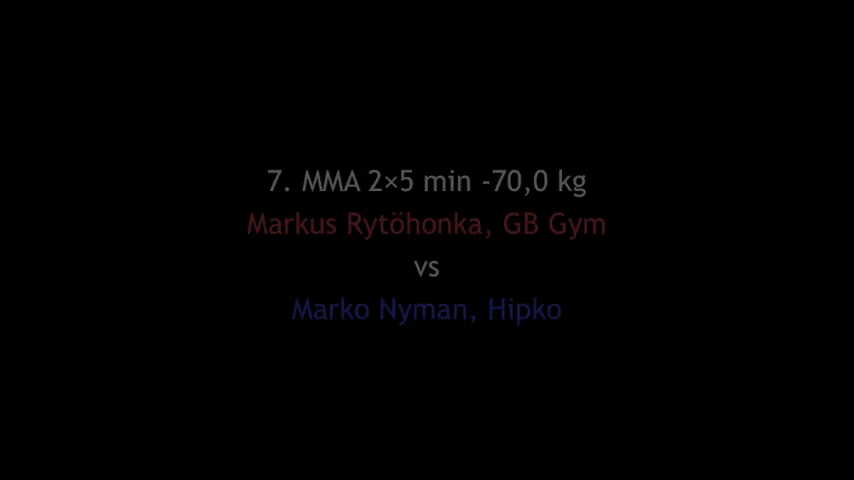 7. MMA 2×5 min -70,0 kg
Markus Rytöhonka, GB Gym
vs
Marko Nyman, Hipko